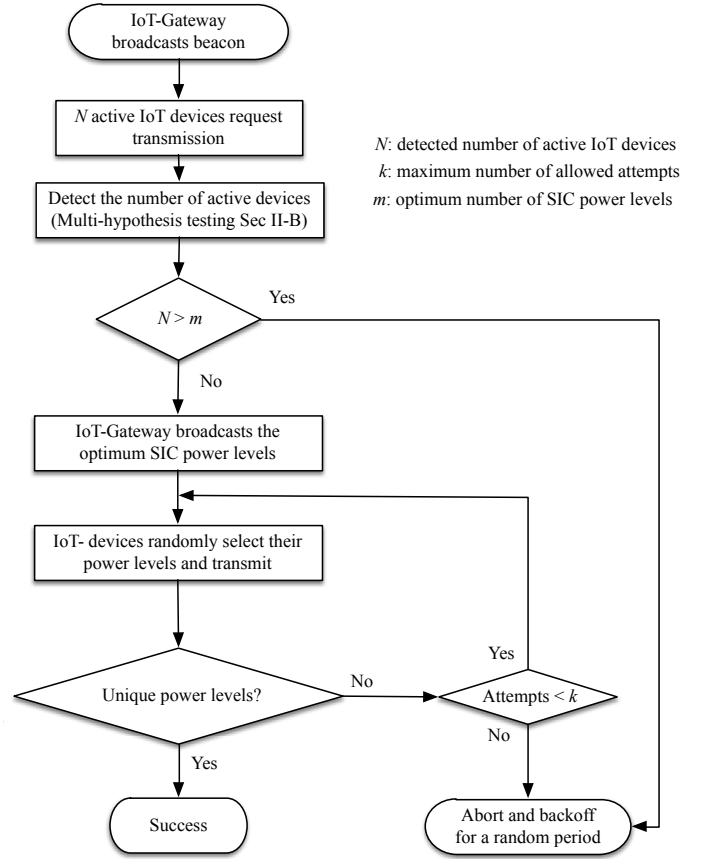 IoT-Gateway
broadcasts beacon
N active IoT devices request
transmission
N: detected number of active IoT devices
k: maximum number of allowed attempts
m: optimum number of SIC power levels
Detect the number of active devices
(Multi-hypothesis testing Sec II-B)
N > m
Yes
No
IoT-Gateway broadcasts the
optimum SIC power levels
IoT- devices randomly select their
power levels and transmit
Unique power levels?
No
Yes
Attempts < k
Yes
No
Success
Abort and backoff
for a random period